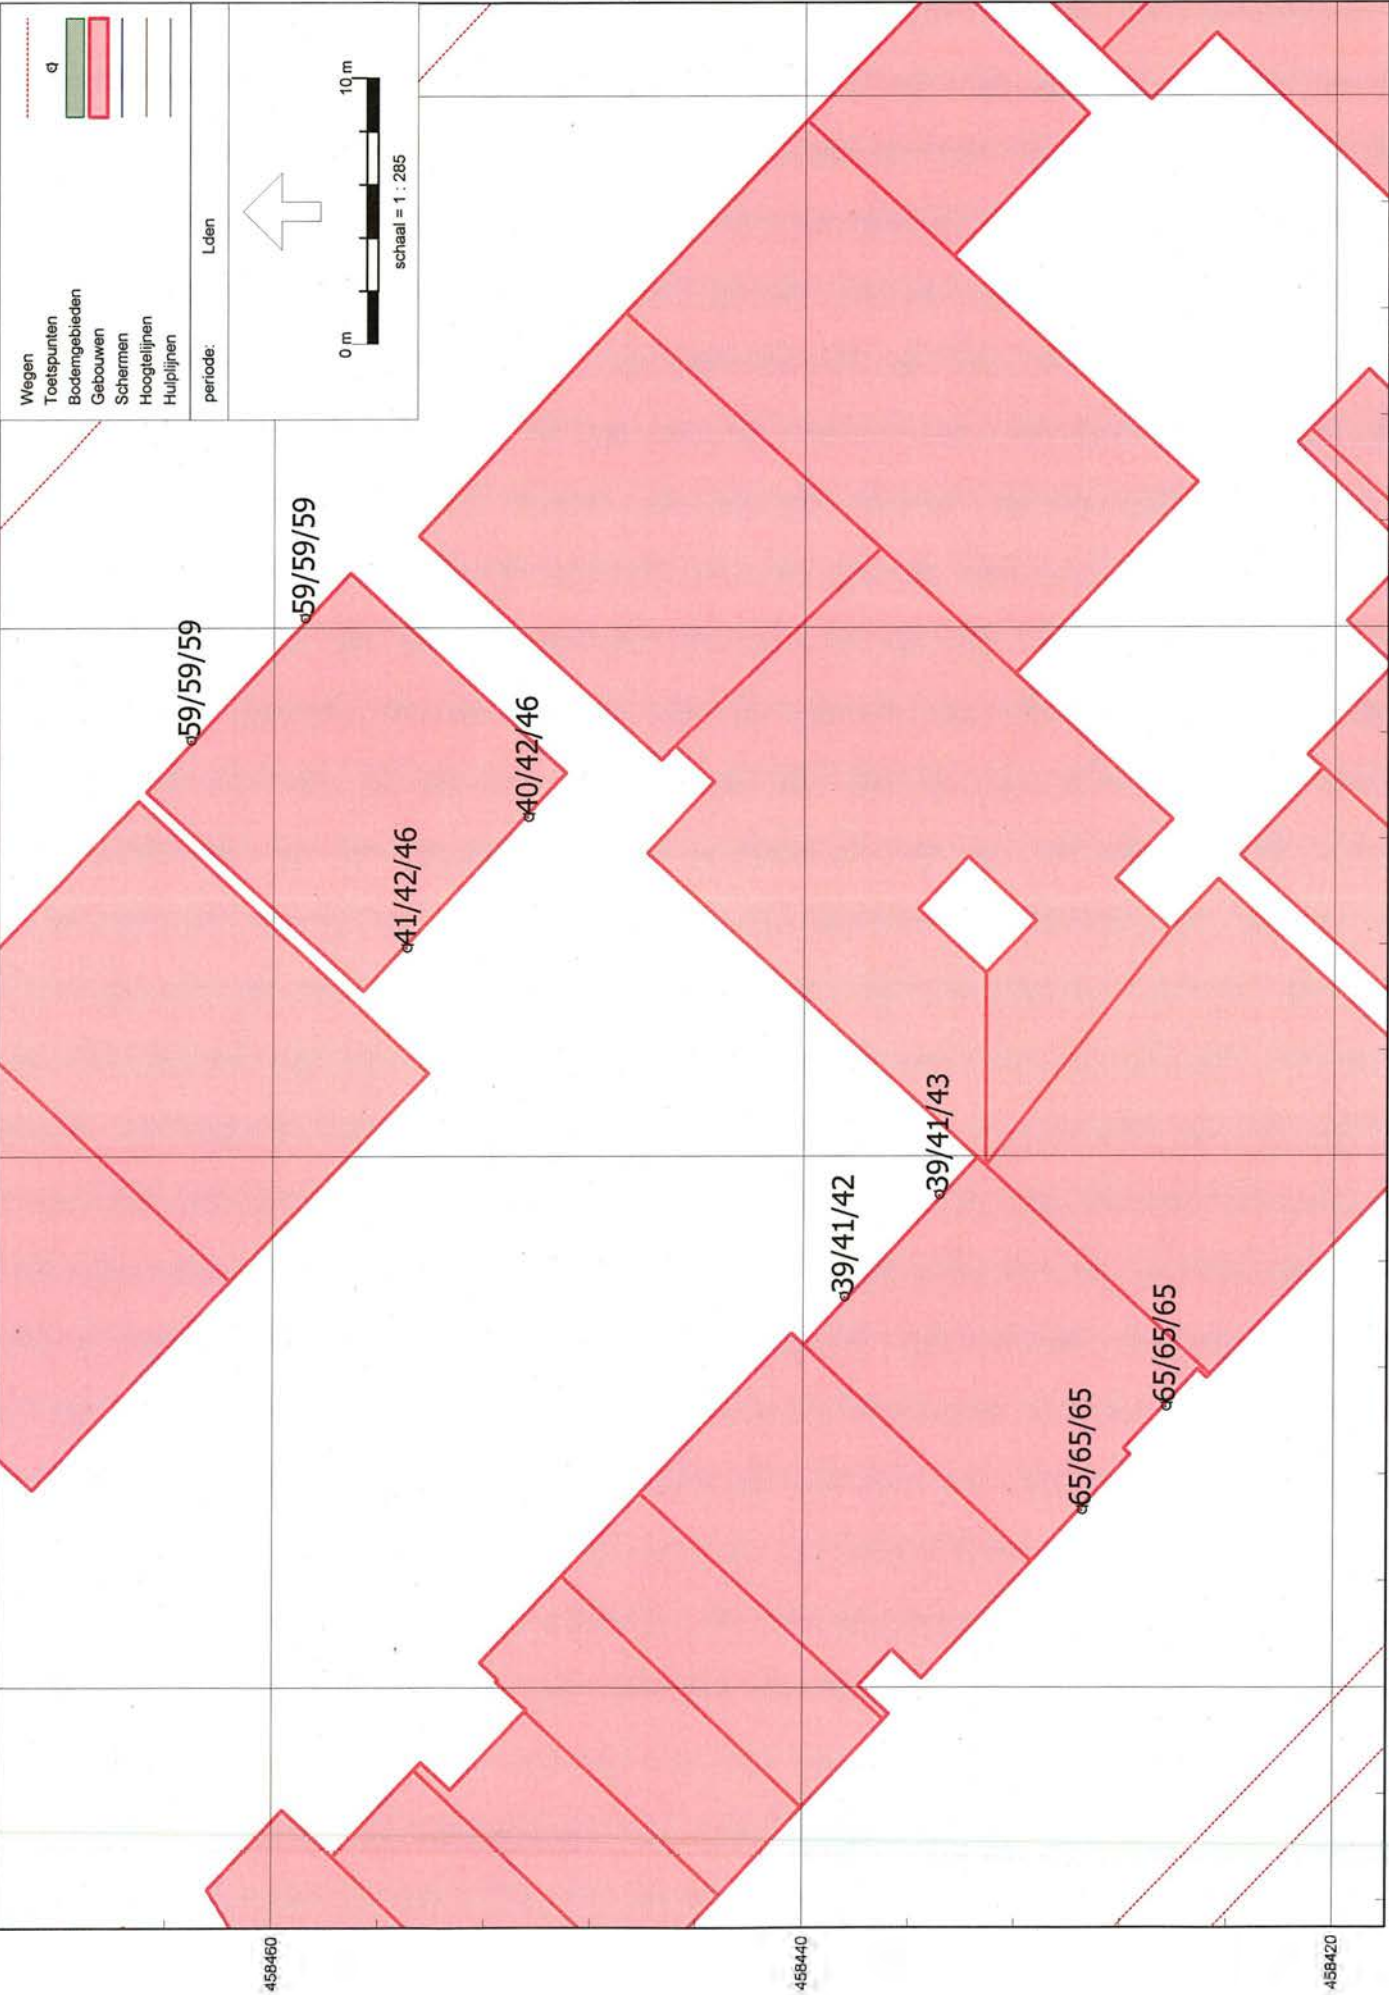 Wegen
Toetspunten
Bodemgebieden
Gebouwen
Schermen
Hoogtelijnen
Hulplijnen
periode: Lden
0 m 10 m
schaal = 1 : 285
59/59/59
59/59/59
41/42/46
40/42/46
39/41/42
39/41/43
65/65/65
65/65/65
458460
458440
458420